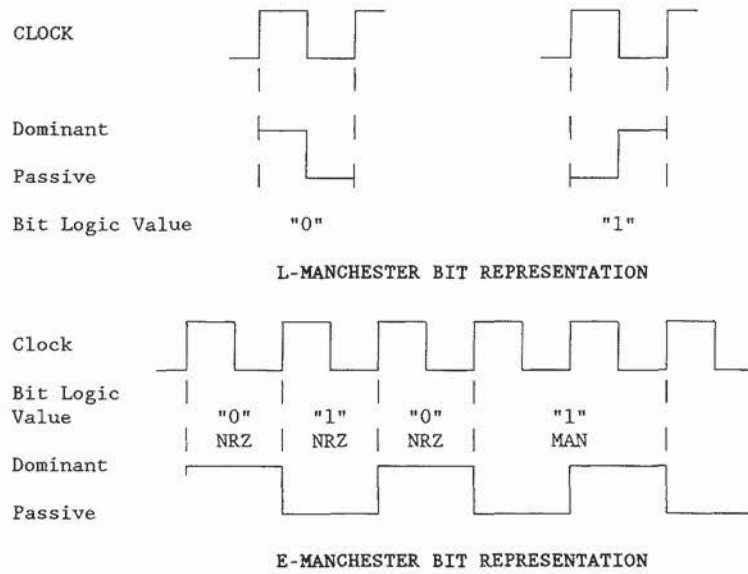 CLOCK
Dominant
Passive
Bit Logic Value "0" "1"
L-MANCHESTER BIT REPRESENTATION
Clock
Bit Logic
Value "0" "1" "0" "1"
NRZ NRZ NRZ MAN
Dominant
Passive
E-MANCHESTER BIT REPRESENTATION